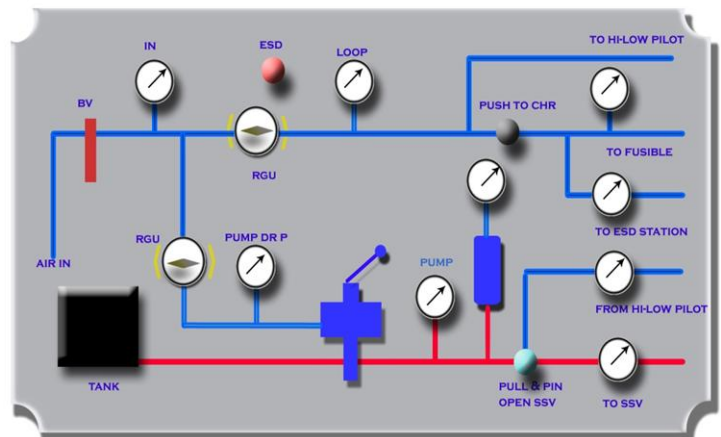 TO HI-LOW PILOT
IN
ESD
LOOP
BV
PUSH TO CHR
RGU
TO FUSIBLE
RGU
PUMP DR P
TO ESD STATION
AIR IN
PUMP
FROM HI-LOW PILOT
TANK
PULL & PIN
OPEN SSV
TO SSV